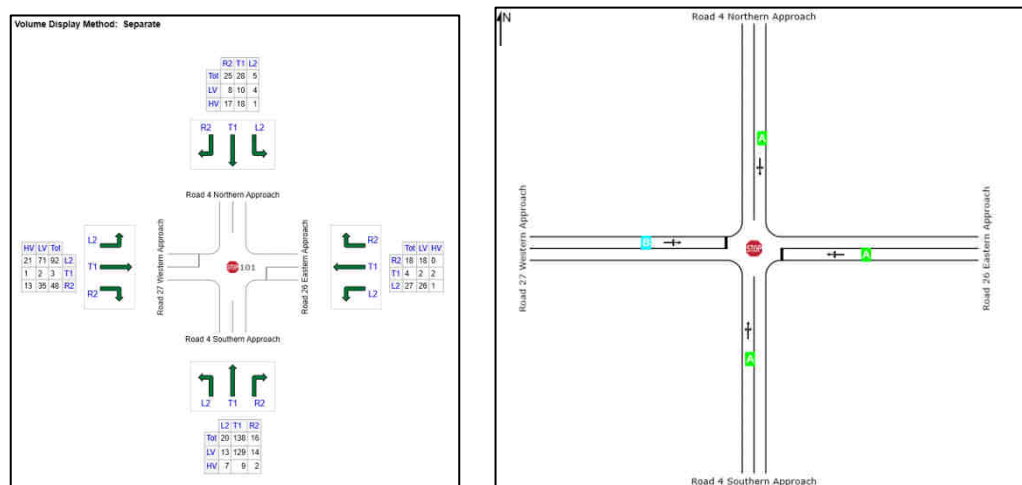 Volume Display Method: Separate
R2 T1 L2
Tot 25 28 5
LV 8 10 4
HV 17 18 1
R2 T1 L2
Road 4 Northern Approach
HV LV Tot
21 71 92 L2
1 2 3 T1
13 35 48 R2
L2
T1
R2
Road 27 Western Approach
STOP 101
Road 26 Eastern Approach
R2
T1
L2
Tot LV HV
R2 18 18 0
T1 4 2 2
L2 27 26 1
Road 4 Southern Approach
L2 T1 R2
L2 T1 R2
Tot 20 138 16
LV 13 129 14
HV 7 9 2
N
Road 4 Northern Approach
A
Road 27 Western Approach
B
STOP
A
Road 26 Eastern Approach
A
Road 4 Southern Approach